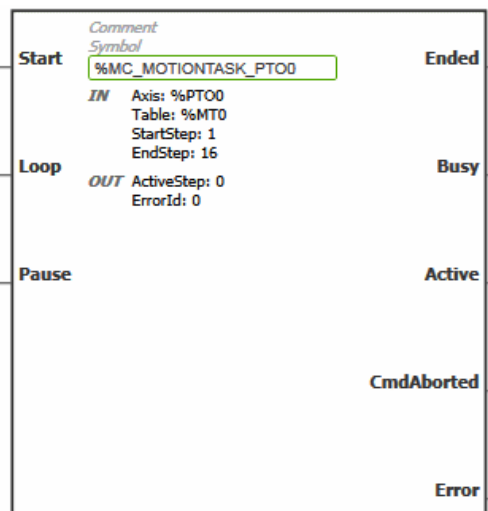 Comment
Symbol
Start
%MC_MOTIONTASK_PTO0
Ended
IN Axis: %PTO0
Table: %MT0
StartStep: 1
EndStep: 16
Loop
Busy
OUT ActiveStep: 0
ErrorId: 0
Pause
Active
CmdAborted
Error